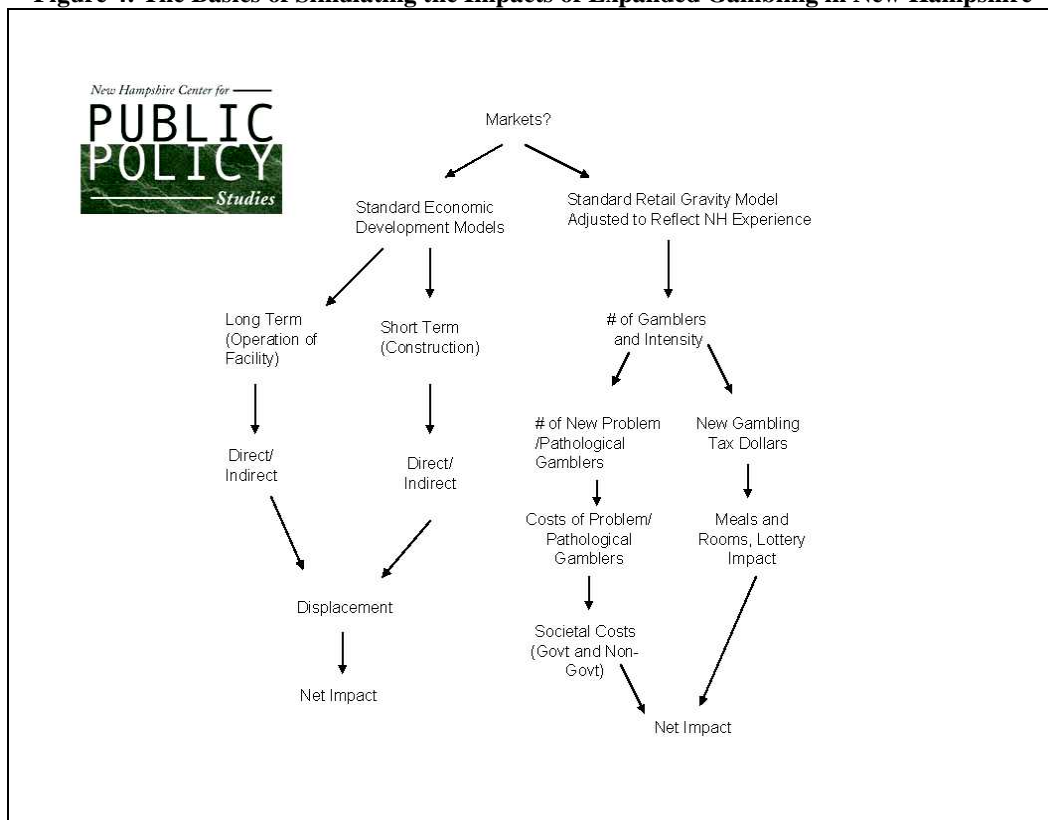 Figure 4: The Basics of Simulating the Impacts of Expanded Gambling in New Hampshire
New Hampshire Center for
PUBLIC
POLICY
Studies
Markets?
Standard Economic
Development Models
Standard Retail Gravity Model
Adjusted to Reflect NH Experience
Long Term
(Operation of
Facility)
Short Term
(Construction)
# of Gamblers
and Intensity
Direct/
Indirect
Direct/
Indirect
# of New Problem
/Pathological
Gamblers
New Gambling
Tax Dollars
Costs of Problem/
Pathological
Gamblers
Meals and
Rooms, Lottery
Impact
Displacement
Societal Costs
(Govt and Non-
Govt)
Net Impact
Net Impact